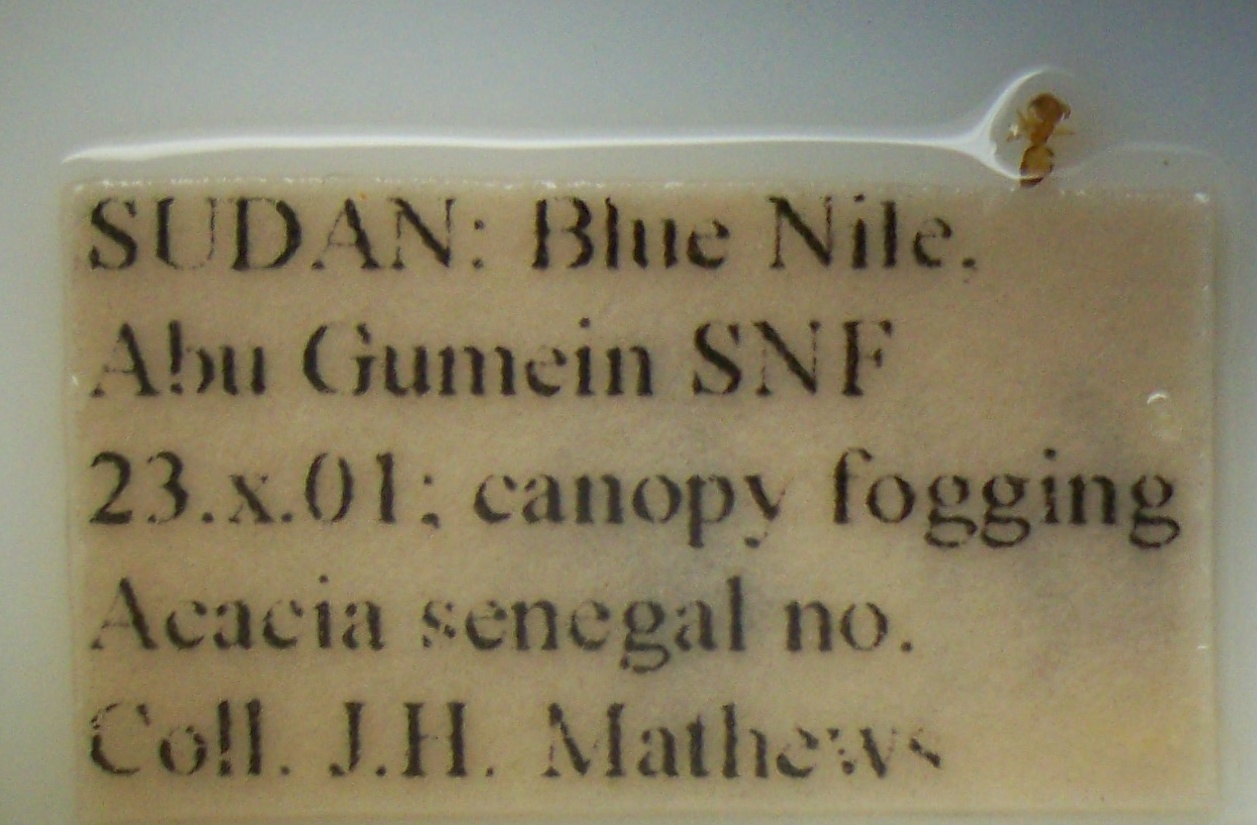 SUDAN: Blue Nile.
Abu Gumein SNF
23.x.01; canopy fogging
Acacia senegal no.
Coll. J.H. Mathews